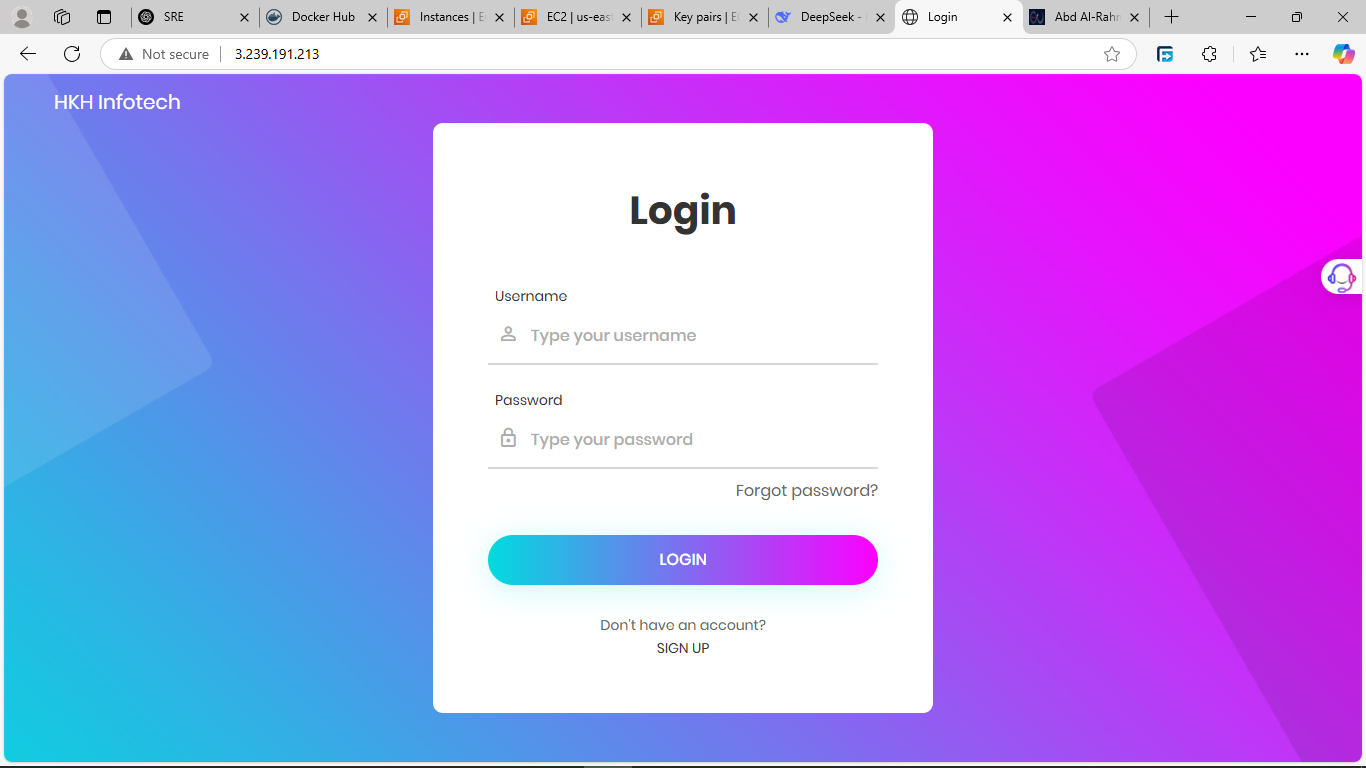 SRE
Docker Hub
Instances | E
EC2 | us-eas
Key pairs | E
DeepSeek -
Login
Abd Al-Rah
Not secure
3.239.191.213
HKH Infotech
Login
Username
Type your username
Password
Type your password
Forgot password?
LOGIN
Don't have an account?
SIGN UP